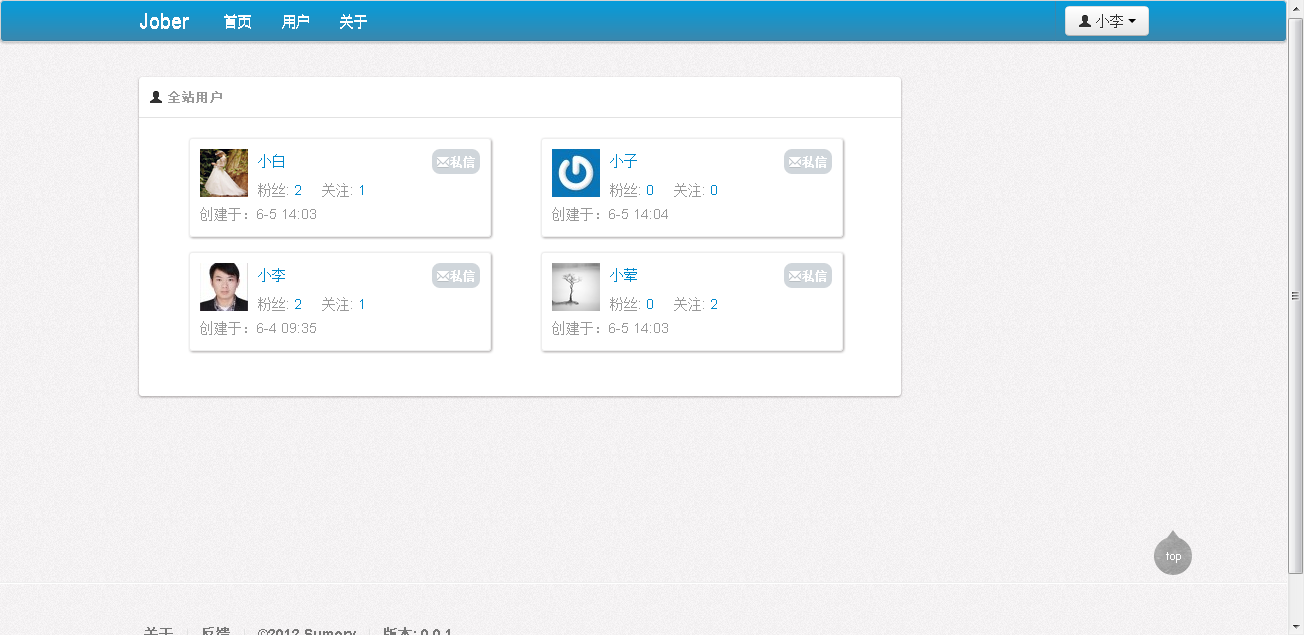 Jober 首页 用户 关于 小李
全站用户
小白 私信
粉丝: 2 关注: 1
创建于：6-5 14:03
小子 私信
粉丝: 0 关注: 0
创建于：6-5 14:04
小李 私信
粉丝: 2 关注: 1
创建于：6-4 09:35
小荤 私信
粉丝: 0 关注: 2
创建于：6-5 14:03
top
关于 | 反馈 | ©2012 Sumory | 版本: 0.0.1